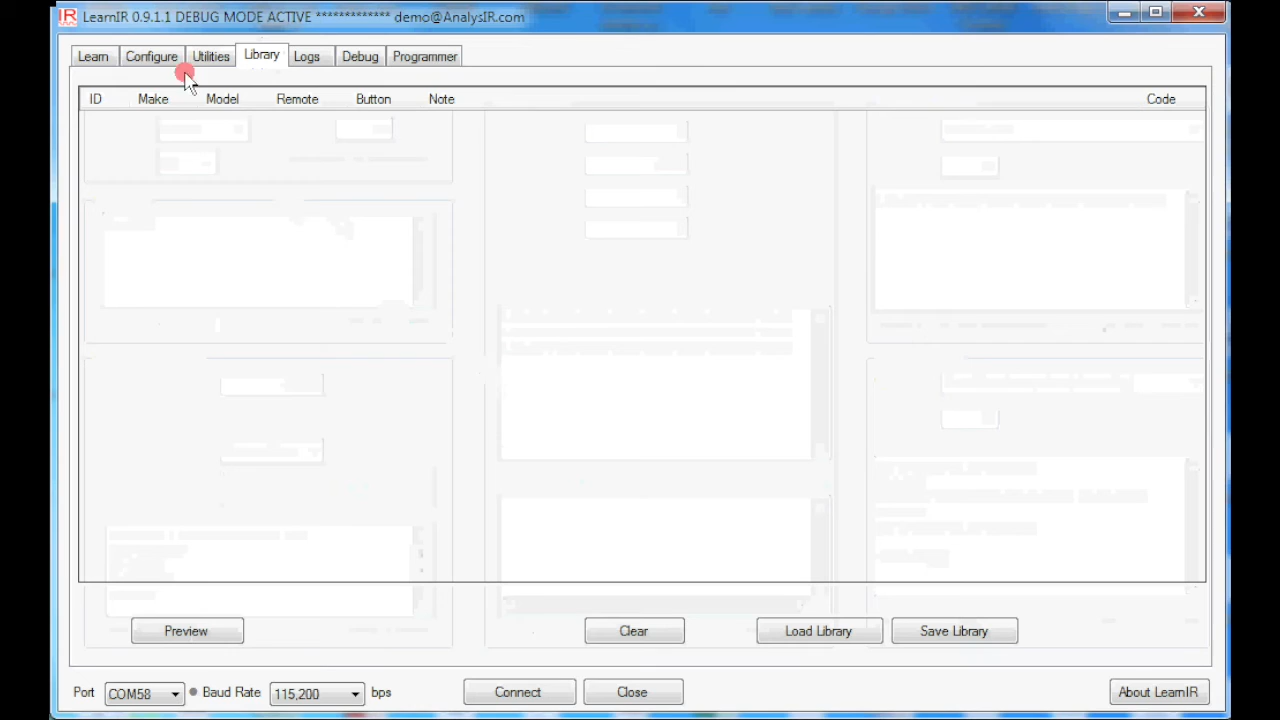 IR LearnIR 0.9.1.1 DEBUG MODE ACTIVE ************* demo@AnalysIR.com
Learn Configure Utilities Library Logs Debug Programmer
ID Make Model Remote Button Note Code
Preview Clear Load Library Save Library
Port COM58 Baud Rate 115,200 bps Connect Close About LearnIR